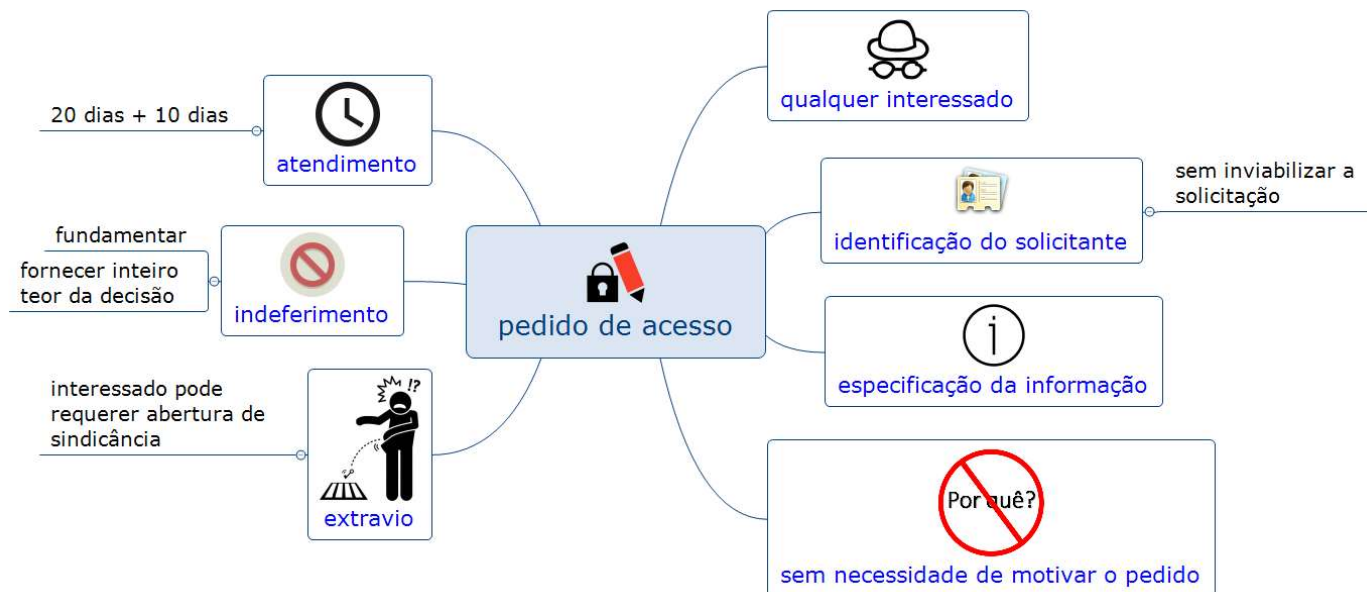 pedido de acesso
qualquer interessado
identificação do solicitante
sem inviabilizar a
solicitação
especificação da informação
Por quê?
sem necessidade de motivar o pedido
atendimento
20 dias + 10 dias
indeferimento
fundamentar
fornecer inteiro
teor da decisão
!?
extravio
interessado pode
requerer abertura de
sindicância